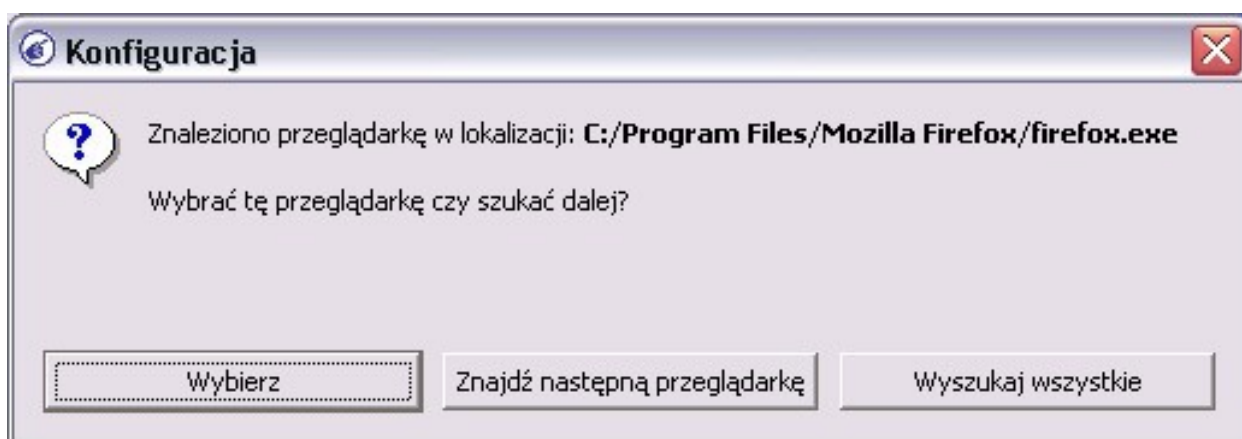 Konfiguracja
Znaleziono przeglądarkę w lokalizacji: C:/Program Files/Mozilla Firefox/firefox.exe
Wybrać tę przeglądarkę czy szukać dalej?
Wybierz Znajdź następną przeglądarkę Wyszukaj wszystkie